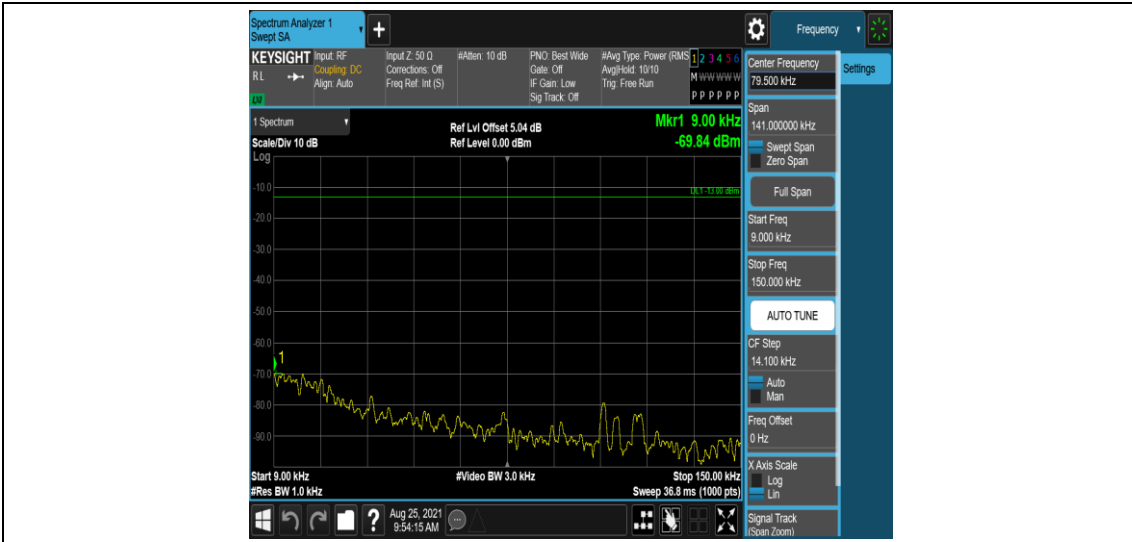 Spectrum Analyzer 1
Swept SA
+
Frequency
KEYSIGHT
RL
LXI
Input: RF
Coupling: DC
Align: Auto
Input Z: 50 Ω
Corrections: Off
Freq Ref: Int (S)
#Atten: 10 dB
PNO: Best Wide
Gate: Off
IF Gain: Low
Sig Track: Off
#Avg Type: Power (RMS
Avg|Hold: 10/10
Trig: Free Run
1 2 3 4 5 6
M W W W W W
P P P P P P
Center Frequency
79.500 kHz
Settings
Span
141.000000 kHz
Swept Span
Zero Span
Full Span
Start Freq
9.000 kHz
Stop Freq
150.000 kHz
AUTO TUNE
CF Step
14.100 kHz
Auto
Man
Freq Offset
0 Hz
X Axis Scale
Log
Lin
Signal Track
(Span Zoom)
1 Spectrum
Scale/Div 10 dB
Log
Ref Lvl Offset 5.04 dB
Ref Level 0.00 dBm
Mkr1 9.00 kHz
-69.84 dBm
DL1 -13.00 dBm
-10.0
-20.0
-30.0
-40.0
-50.0
-60.0
-70.0
-80.0
-90.0
1
Start 9.00 kHz
#Res BW 1.0 kHz
#Video BW 3.0 kHz
Stop 150.00 kHz
Sweep 36.8 ms (1000 pts)
?
Aug 25, 2021
9:54:15 AM